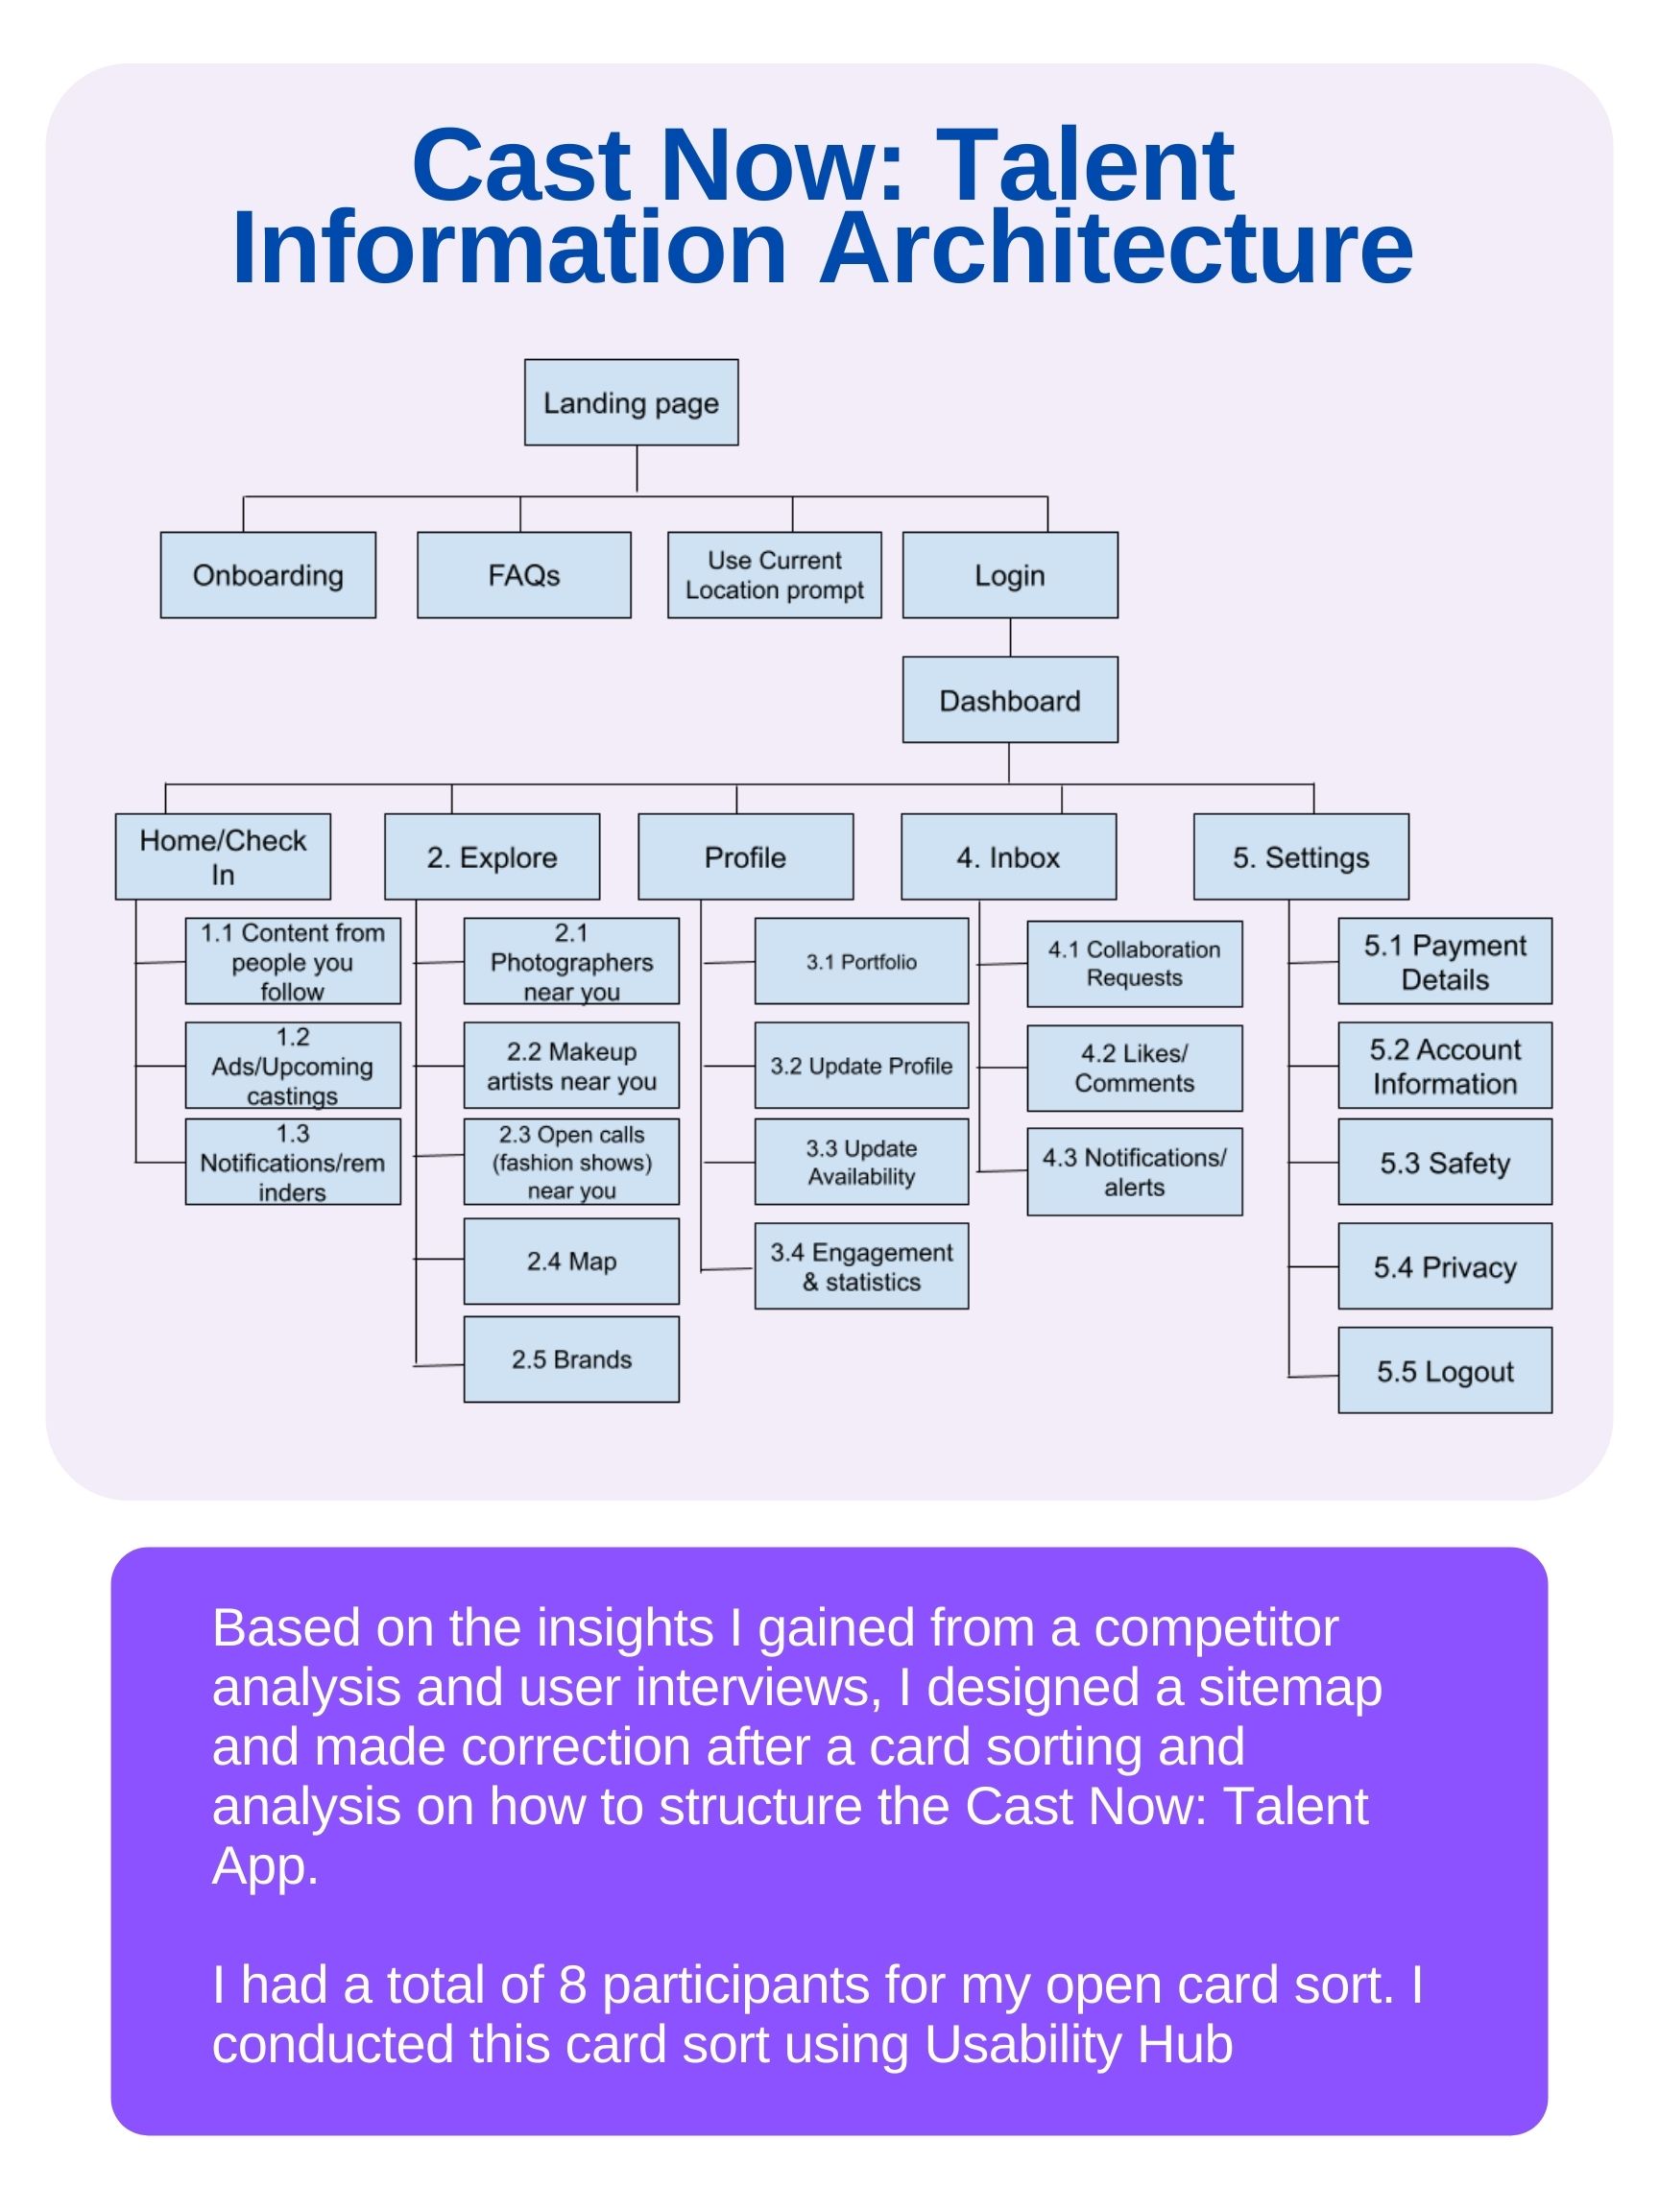 Cast Now: Talent
Information Architecture
Landing page
Onboarding
FAQs
Use Current
Location prompt
Login
Dashboard
Home/Check
In
2. Explore
Profile
4. Inbox
5. Settings
1.1 Content from
people you
follow
1.2
Ads/Upcoming
castings
1.3
Notifications/rem
inders
2.1
Photographers
near you
2.2 Makeup
artists near you
2.3 Open calls
(fashion shows)
near you
2.4 Map
2.5 Brands
3.1 Portfolio
3.2 Update Profile
3.3 Update
Availability
3.4 Engagement
& statistics
4.1 Collaboration
Requests
4.2 Likes/
Comments
4.3 Notifications/
alerts
5.1 Payment
Details
5.2 Account
Information
5.3 Safety
5.4 Privacy
5.5 Logout
Based on the insights I gained from a competitor
analysis and user interviews, I designed a sitemap
and made correction after a card sorting and
analysis on how to structure the Cast Now: Talent
App.
I had a total of 8 participants for my open card sort. I
conducted this card sort using Usability Hub